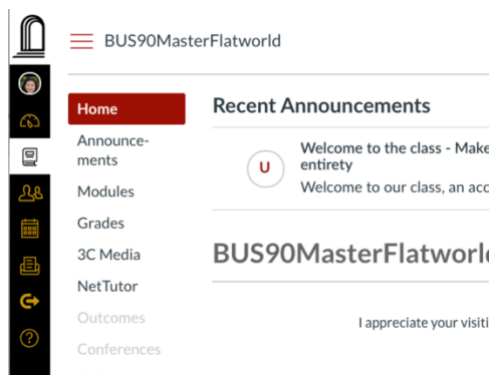 BUS90MasterFlatworld
Home
Announce-
ments
Modules
Grades
3C Media
NetTutor
Outcomes
Conferences
Recent Announcements
U
Welcome to the class - Make
entirety
Welcome to our class, an acc
BUS90MasterFlatworld
I appreciate your visiti